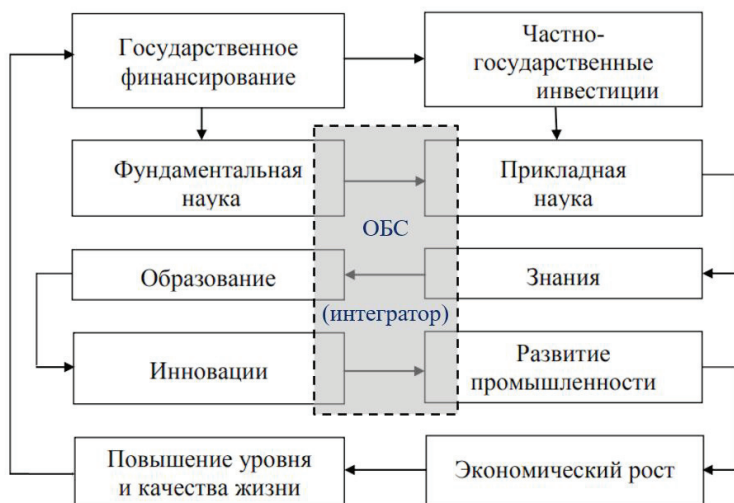 Государственное
финансирование
Частно-
государственные
инвестиции
Фундаментальная
наука
Прикладная
наука
ОБС
Образование
Знания
(интегратор)
Инновации
Развитие
промышленности
Повышение уровня
и качества жизни
Экономический рост